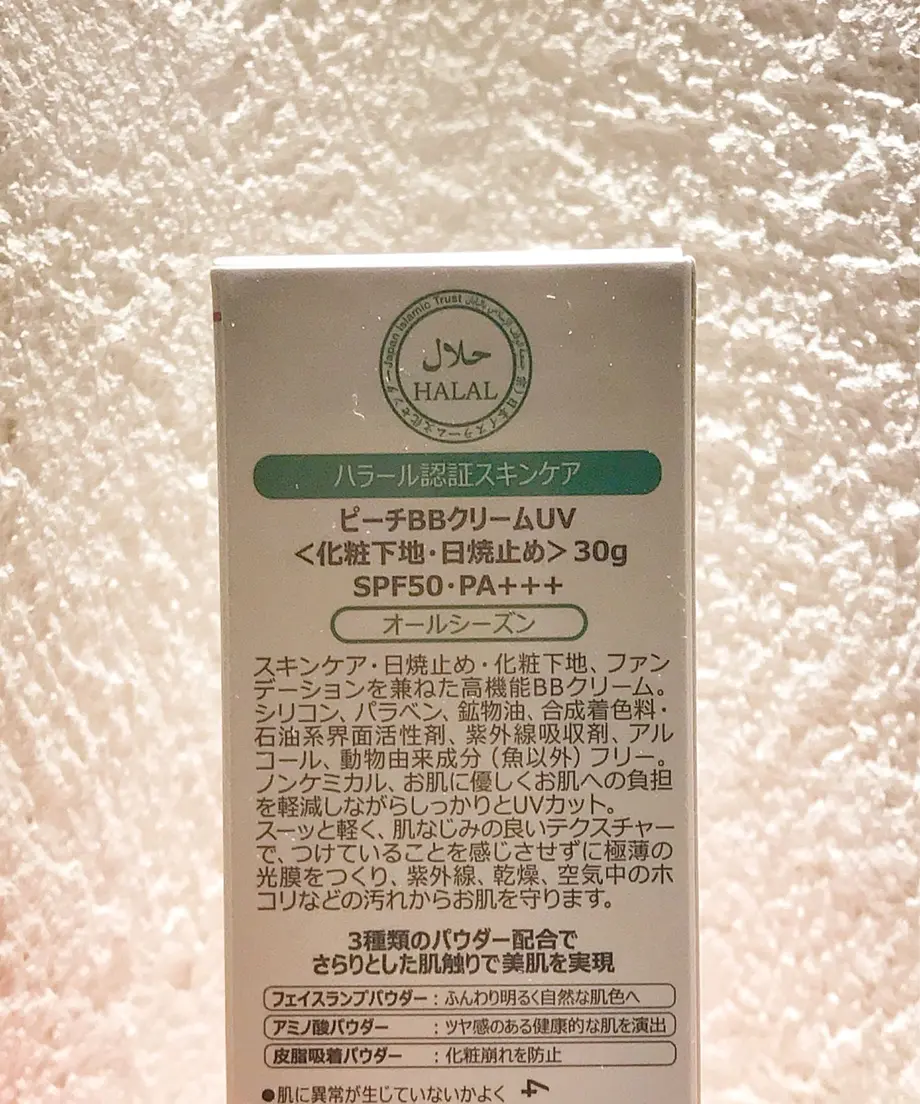 Japan Islamic Trust
(宗)日本イスラーム文化センター
حلال
HALAL
ハラール認証スキンケア
ピーチBBクリームUV
<化粧下地・日焼止め> 30g
SPF50・PA+++
オールシーズン
スキンケア・日焼止め・化粧下地、ファン
デーションを兼ねた高機能BBクリーム。
シリコン、パラベン、鉱物油、合成着色料・
石油系界面活性剤、紫外線吸収剤、アル
コール、動物由来成分(魚以外)フリー。
ノンケミカル、お肌に優しくお肌への負担
を軽減しながらしっかりとUVカット。
スーッと軽く、肌なじみの良いテクスチャー
で、つけていることを感じさせずに極薄の
光膜をつくり、紫外線、乾燥、空気中のホ
コリなどの汚れからお肌を守ります。
3種類のパウダー配合で
さらりとした肌触りで美肌を実現
フェイスランプパウダー:ふんわり明るく自然な肌色へ
アミノ酸パウダー:ツヤ感のある健康的な肌を演出
皮脂吸着パウダー:化粧崩れを防止
●肌に異常が生じていないかよく
4